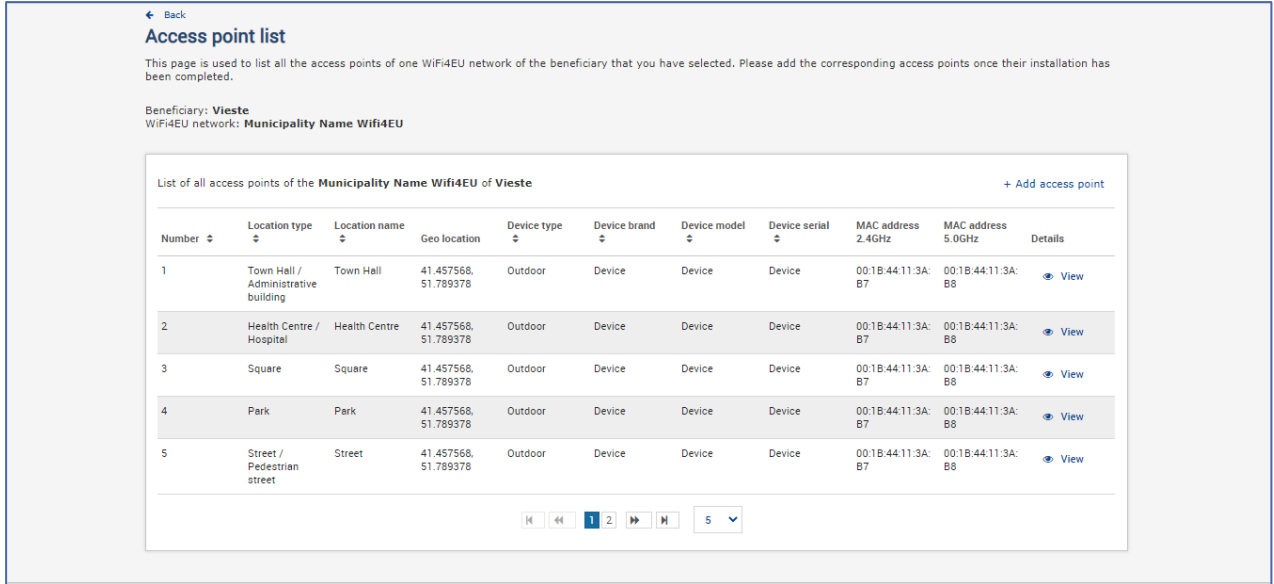 Back
Access point list
This page is used to list all the access points of one WiFi4EU network of the beneficiary that you have selected. Please add the corresponding access points once their installation has
been completed.
Beneficiary: Vieste
WiFi4EU network: Municipality Name Wifi4EU
List of all access points of the Municipality Name Wifi4EU of Vieste
+ Add access point
Number Location type Location name Geo location Device type Device brand Device model Device serial MAC address 2.4GHz MAC address 5.0GHz Details
1 Town Hall / Administrative building Town Hall 41.457568, 51.789378 Outdoor Device Device Device 00:1B:44:11:3A:B7 00:1B:44:11:3A:B8 View
2 Health Centre / Hospital Health Centre 41.457568, 51.789378 Outdoor Device Device Device 00:1B:44:11:3A:B7 00:1B:44:11:3A:B8 View
3 Square Square 41.457568, 51.789378 Outdoor Device Device Device 00:1B:44:11:3A:B7 00:1B:44:11:3A:B8 View
4 Park Park 41.457568, 51.789378 Outdoor Device Device Device 00:1B:44:11:3A:B7 00:1B:44:11:3A:B8 View
5 Street / Pedestrian street Street 41.457568, 51.789378 Outdoor Device Device Device 00:1B:44:11:3A:B7 00:1B:44:11:3A:B8 View
1 2 5